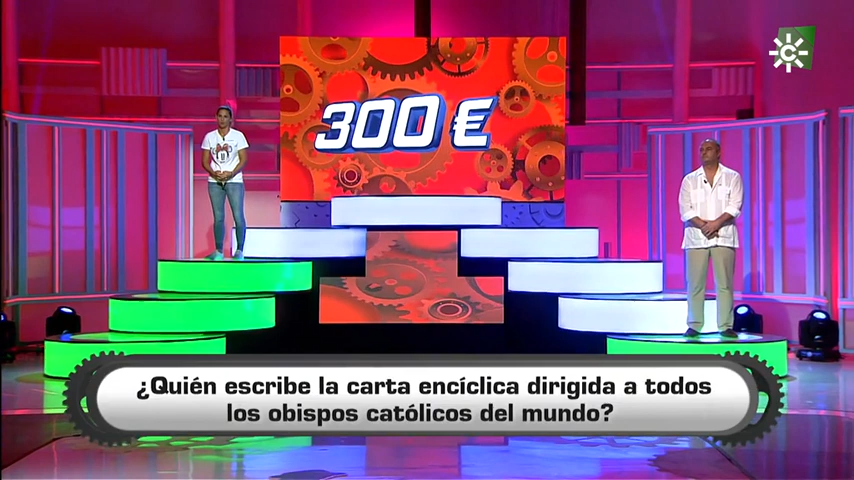 300 €
¿Quién escribe la carta encíclica dirigida a todos
los obispos católicos del mundo?